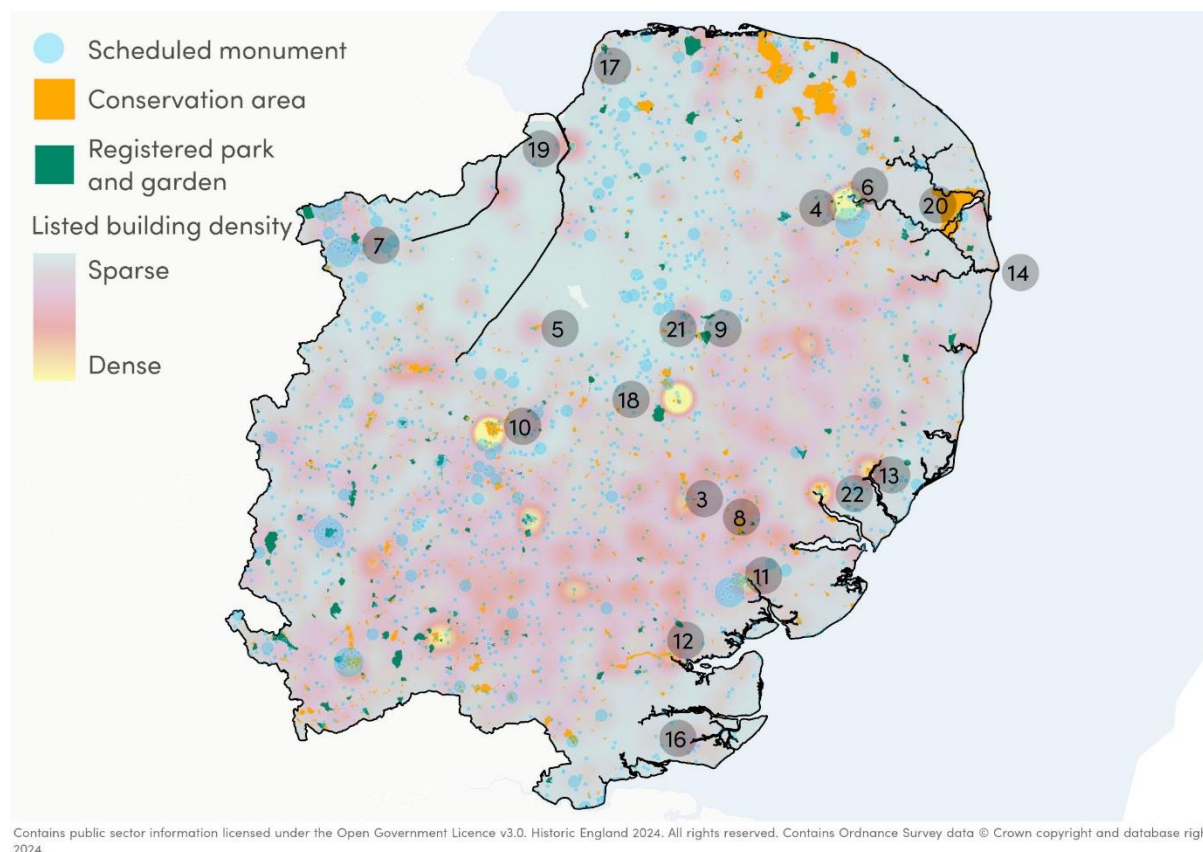 Scheduled monument
Conservation area
Registered park
and garden
Listed building density
Sparse
Dense
17
19
6
4
20
7
14
5
21
9
18
10
13
3
22
8
11
12
16
Contains public sector information licensed under the Open Government Licence v3.0. Historic England 2024. All rights reserved. Contains Ordnance Survey data © Crown copyright and database righ
2024.